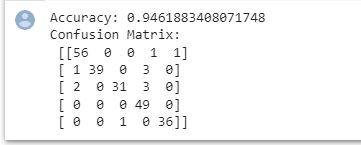 Accuracy: 0.9461883408071748
Confusion Matrix:
[[56 0 0 1 1]
[ 1 39 0 3 0]
[ 2 0 31 3 0]
[ 0 0 0 49 0]
[ 0 0 1 0 36]]